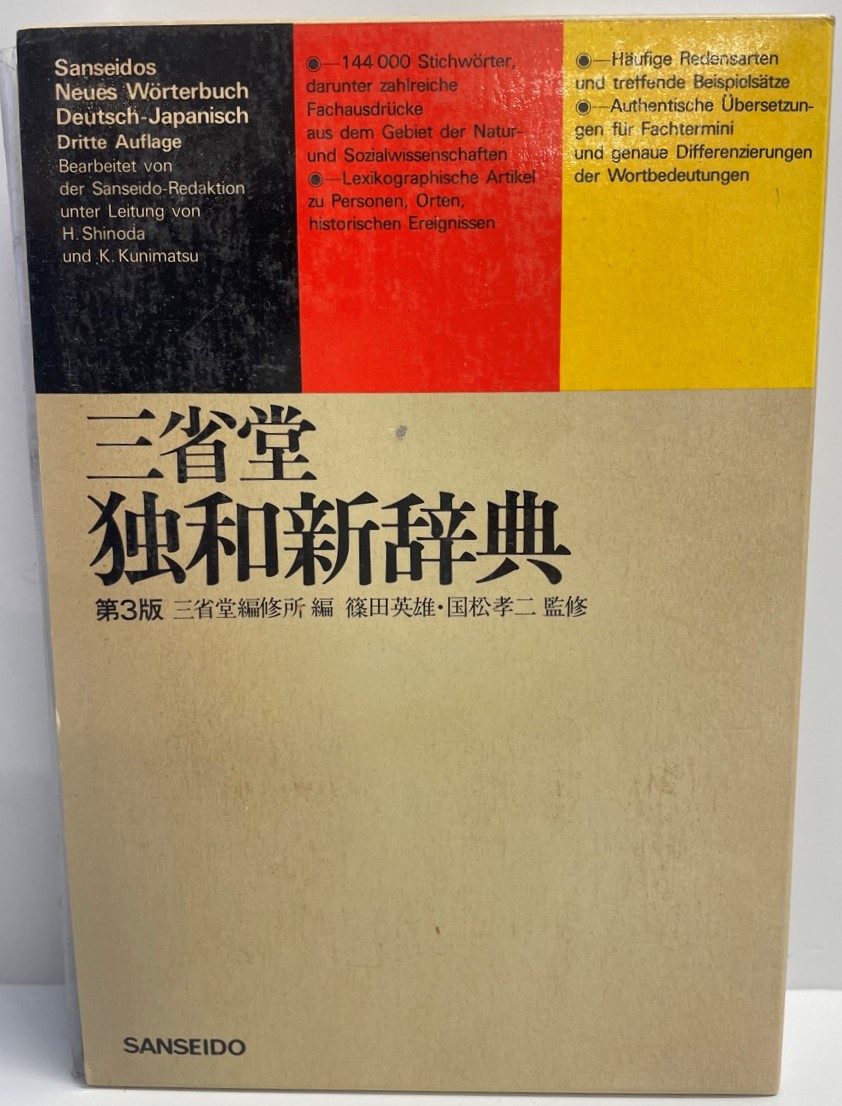 Sanseidos
Neues Wörterbuch
Deutsch-Japanisch
Dritte Auflage
Bearbeitet von
der Sanseido-Redaktion
unter Leitung von
H. Shinoda
und K. Kunimatsu
◉—144 000 Stichwörter,
darunter zahlreiche
Fachausdrücke
aus dem Gebiet der Natur-
und Sozialwissenschaften
◉—Lexikographische Artikel
zu Personen, Orten,
historischen Ereignissen
◉—Häufige Redensarten
und treffende Beispielsätze
◉—Authentische Übersetzun-
gen für Fachtermini
und genaue Differenzierungen
der Wortbedeutungen
三省堂
独和新辞典
第3版 三省堂編修所 編 篠田英雄・国松孝二 監修
SANSEIDO